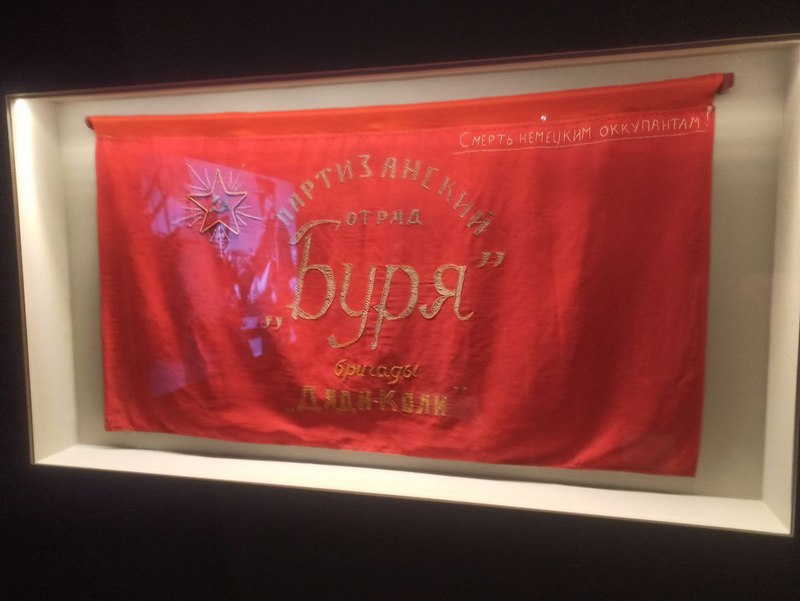 Смерть немецким оккупантам!
ПАРТИЗАНСКИЙ
ОТРЯД
„Буря”
бригады
„Дяди-Коли”